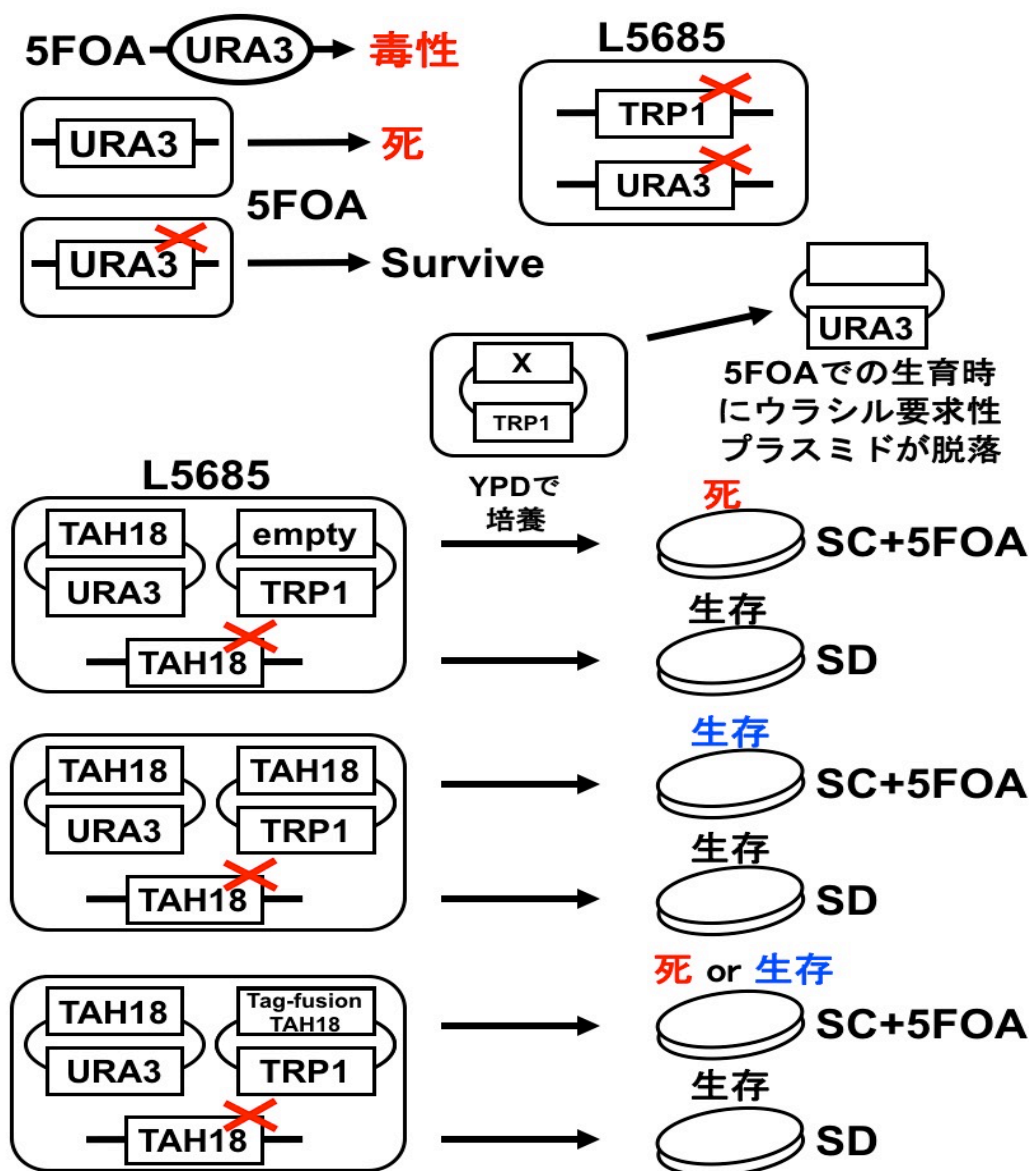 5FOA URA3 毒性
URA3 死
5FOA
URA3 Survive
L5685
TRP1
URA3
X
TRP1
URA3
5FOAでの生育時
にウラシル要求性
プラスミドが脱落
L5685
YPDで
培養
TAH18 empty
URA3 TRP1
TAH18
死
SC+5FOA
生存
SD
TAH18 TAH18
URA3 TRP1
TAH18
生存
SC+5FOA
生存
SD
TAH18 Tag-fusion
TAH18
URA3 TRP1
TAH18
死 or 生存
SC+5FOA
生存
SD